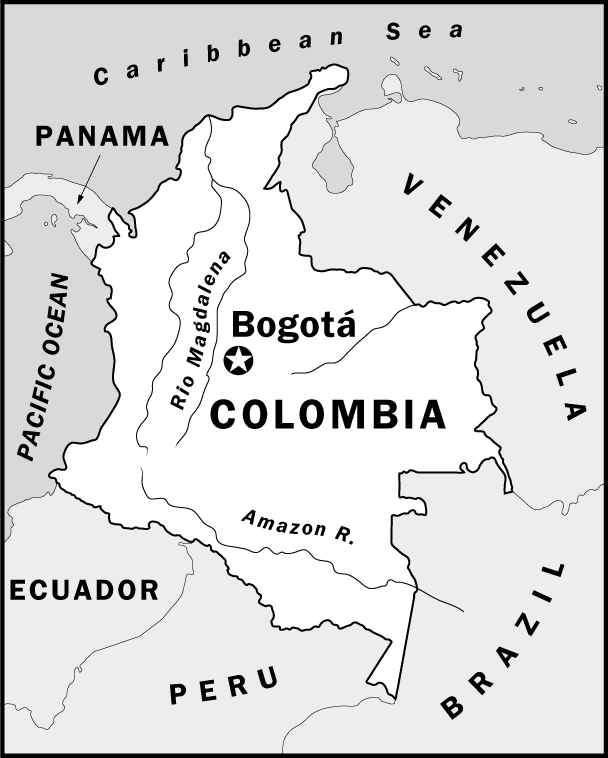 Caribbean Sea
PANAMA
VENEZUELA
PACIFIC OCEAN
Rio Magdalena
Bogotá
COLOMBIA
Amazon R.
ECUADOR
BRAZIL
PERU